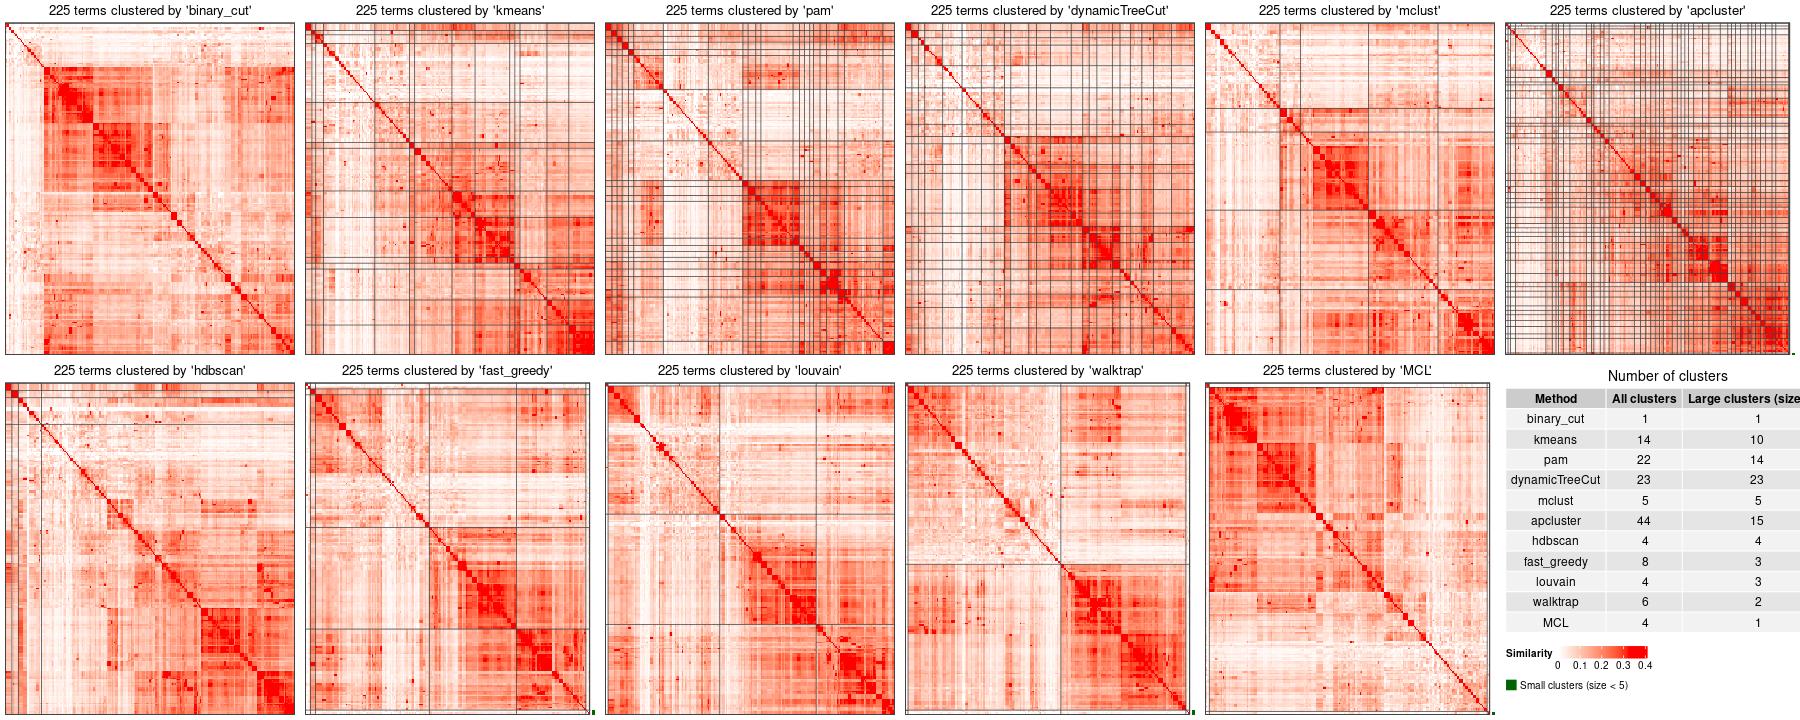 225 terms clustered by 'binary_cut'
225 terms clustered by 'kmeans'
225 terms clustered by 'pam'
225 terms clustered by 'dynamicTreeCut'
225 terms clustered by 'mclust'
225 terms clustered by 'apcluster'
225 terms clustered by 'hdbscan'
225 terms clustered by 'fast_greedy'
225 terms clustered by 'louvain'
225 terms clustered by 'walktrap'
225 terms clustered by 'MCL'
Number of clusters
Method All clusters Large clusters (size
binary_cut 1 1
kmeans 14 10
pam 22 14
dynamicTreeCut 23 23
mclust 5 5
apcluster 44 15
hdbscan 4 4
fast_greedy 8 3
louvain 4 3
walktrap 6 2
MCL 4 1
Similarity
0 0.1 0.2 0.3 0.4
Small clusters (size < 5)